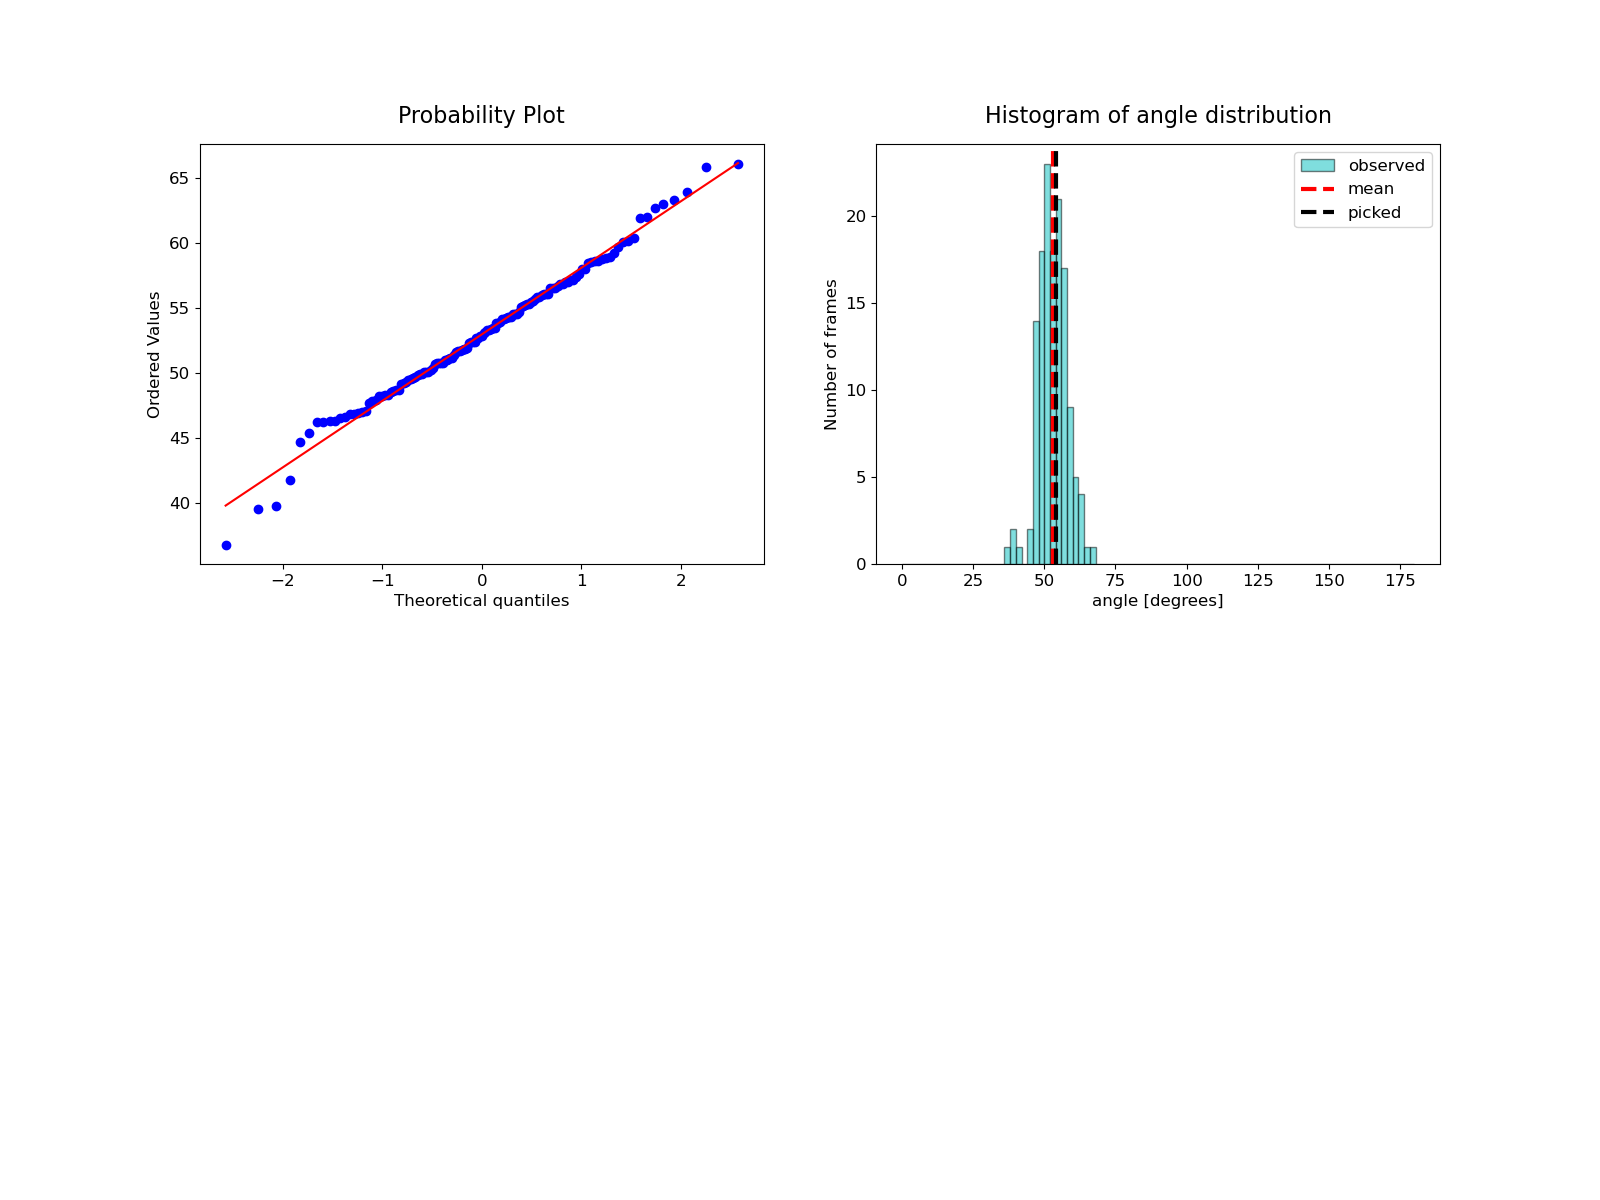 Probability Plot
Ordered Values
65
60
55
50
45
40
−2 −1 0 1 2
Theoretical quantiles
Histogram of angle distribution
observed
mean
picked
Number of frames
20
15
10
5
0
0 25 50 75 100 125 150 175
angle [degrees]